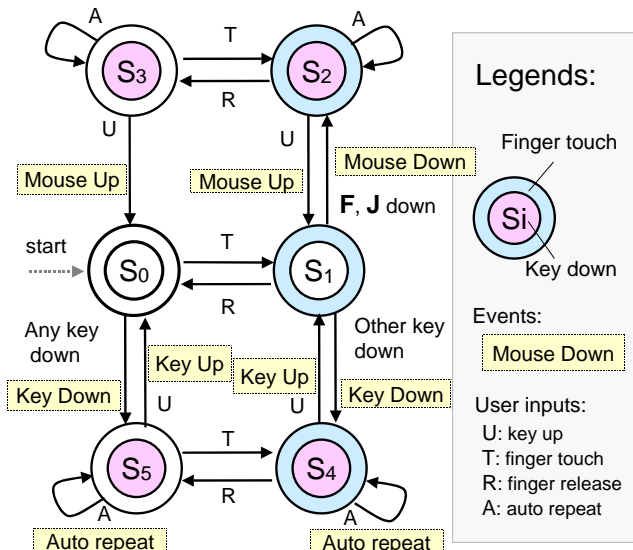 A
T
A
S3
S2
R
U
U
Mouse Up
Mouse Up
Mouse Down
F, J down
start
T
S0
S1
R
Any key
down
Other key
down
Key Up
Key Up
Key Down
Key Down
U
U
T
S5
S4
R
A
A
Auto repeat
Auto repeat
Legends:
Finger touch
Si
Key down
Events:
Mouse Down
User inputs:
U: key up
T: finger touch
R: finger release
A: auto repeat